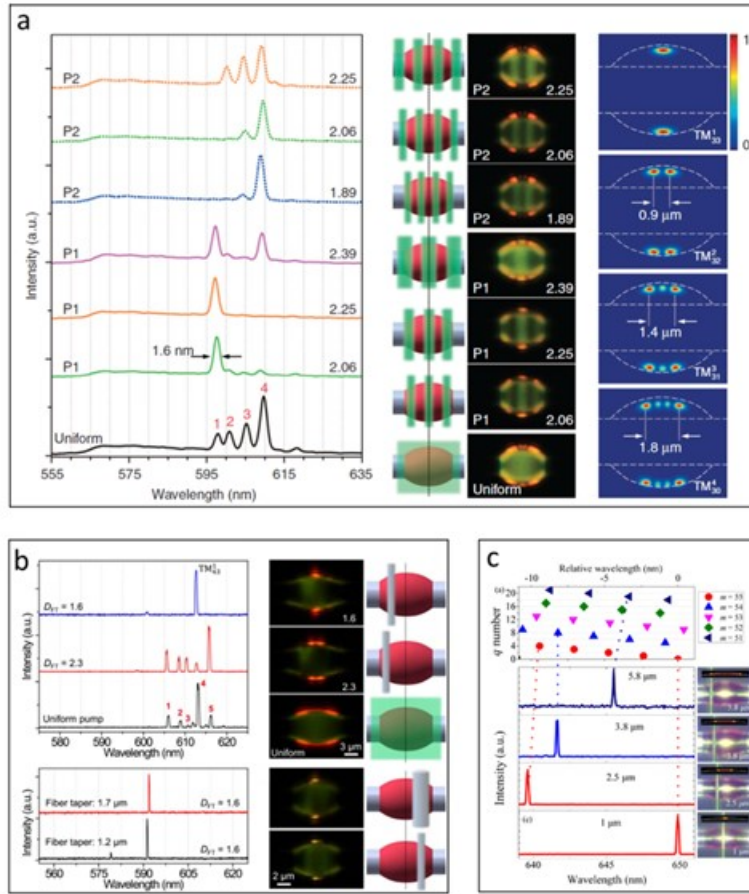 a
P2 2.25
P2 2.06
P2 1.89
P1 2.39
P1 2.25
1.6 nm
P1 2.06
1 2 3 4
Uniform
555 575 595 615 635
Wavelength (nm)
Intensity (a.u.)
P2 2.25
P2 2.06
P2 1.89
P1 2.39
P1 2.25
P1 2.06
Uniform
1
0
0.9 μm
1.4 μm
1.8 μm
b
D_FT = 1.6
D_FT = 2.3
Uniform pump
1 2 3 4 5
580 590 600 610 620
Wavelength (nm)
Intensity (a.u.)
Fiber taper: 1.7 μm D_FT = 1.6
Fiber taper: 1.2 μm D_FT = 1.6
560 575 590 605 620
Wavelength (nm)
Intensity (a.u.)
1.6
2.3
Uniform 3 μm
2 μm
c
Relative wavelength (nm)
-10 -5 0
20
16
12
8
4
0
q number
m = 55
m = 54
m = 53
m = 52
m = 51
5.8 μm
3.8 μm
2.5 μm
1 μm
Intensity (a.u.)
640 645 650
Wavelength (nm)